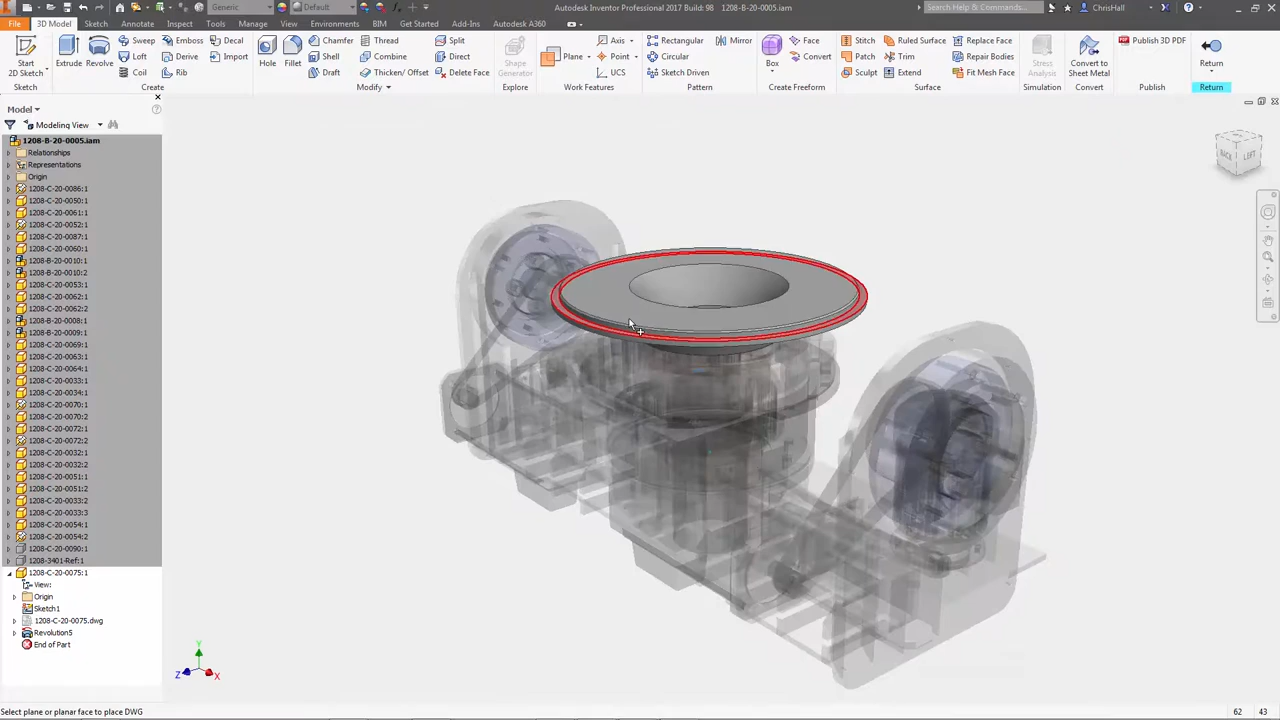 Generic
Default
Autodesk Inventor Professional 2017 Build: 98 1208-B-20-0005.iam
Search Help & Commands...
ChrisHall
File
3D Model
Sketch
Annotate
Inspect
Tools
Manage
View
Environments
BIM
Get Started
Add-Ins
Autodesk A360
Start
2D Sketch
Sketch
Extrude
Revolve
Sweep
Loft
Coil
Emboss
Derive
Rib
Decal
Import
Create
Hole
Fillet
Chamfer
Shell
Draft
Thread
Combine
Thicken/ Offset
Split
Direct
Delete Face
Modify
Shape
Generator
Explore
Plane
Axis
Point
UCS
Work Features
Rectangular
Circular
Sketch Driven
Mirror
Pattern
Box
Face
Convert
Create Freeform
Stitch
Patch
Sculpt
Ruled Surface
Trim
Extend
Replace Face
Repair Bodies
Fit Mesh Face
Surface
Stress
Analysis
Simulation
Convert to
Sheet Metal
Convert
Publish 3D PDF
Publish
Return
Return
Model
Modeling View
1208-B-20-0005.iam
Relationships
Representations
Origin
1208-C-20-0086:1
1208-C-20-0050:1
1208-C-20-0061:1
1208-C-20-0052:1
1208-C-20-0087:1
1208-C-20-0060:1
1208-B-20-0010:1
1208-B-20-0010:2
1208-C-20-0053:1
1208-C-20-0062:1
1208-C-20-0062:2
1208-B-20-0008:1
1208-B-20-0009:1
1208-C-20-0069:1
1208-C-20-0063:1
1208-C-20-0064:1
1208-C-20-0033:1
1208-C-20-0034:1
1208-C-20-0070:1
1208-C-20-0070:2
1208-C-20-0072:1
1208-C-20-0072:2
1208-C-20-0032:1
1208-C-20-0032:2
1208-C-20-0051:1
1208-C-20-0051:2
1208-C-20-0033:2
1208-C-20-0033:3
1208-C-20-0054:1
1208-C-20-0054:2
1208-C-20-0090:1
1208-3401-Ref:1
1208-C-20-0075:1
View:
Origin
Sketch1
1208-C-20-0075.dwg
Revolution5
End of Part
BACK
LEFT
Y
Z
X
Select plane or planar face to place DWG
62
43